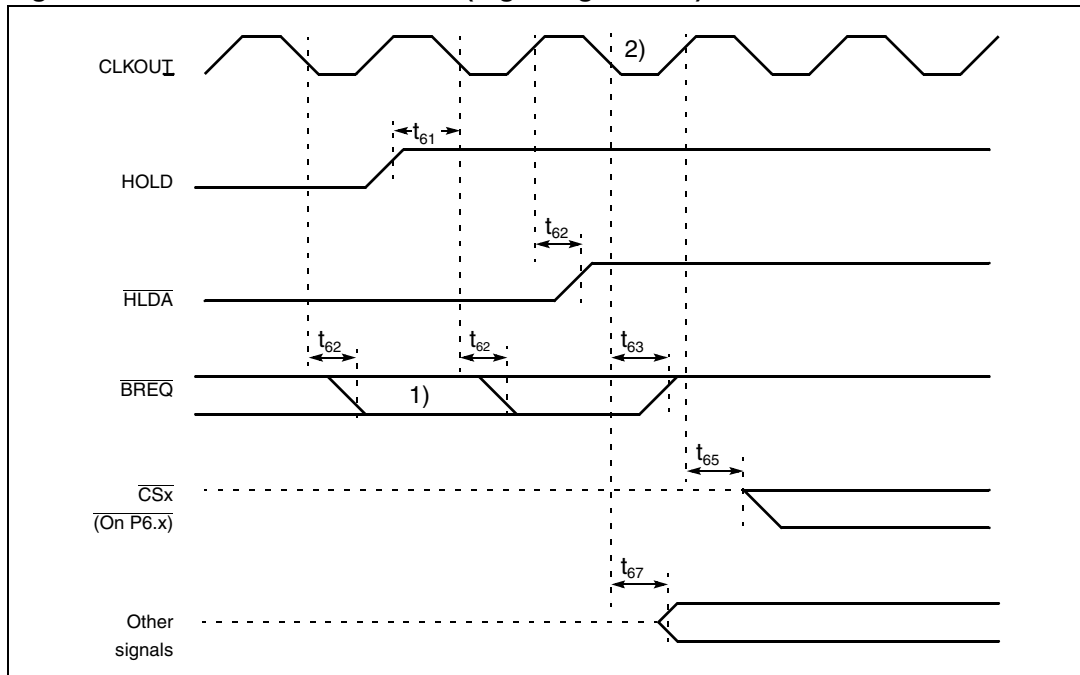 CLKOUT
2)
t61
HOLD
t62
HLDA
t62
t62
t63
BREQ
1)
t65
CSx
(On P6.x)
t67
Other
signals